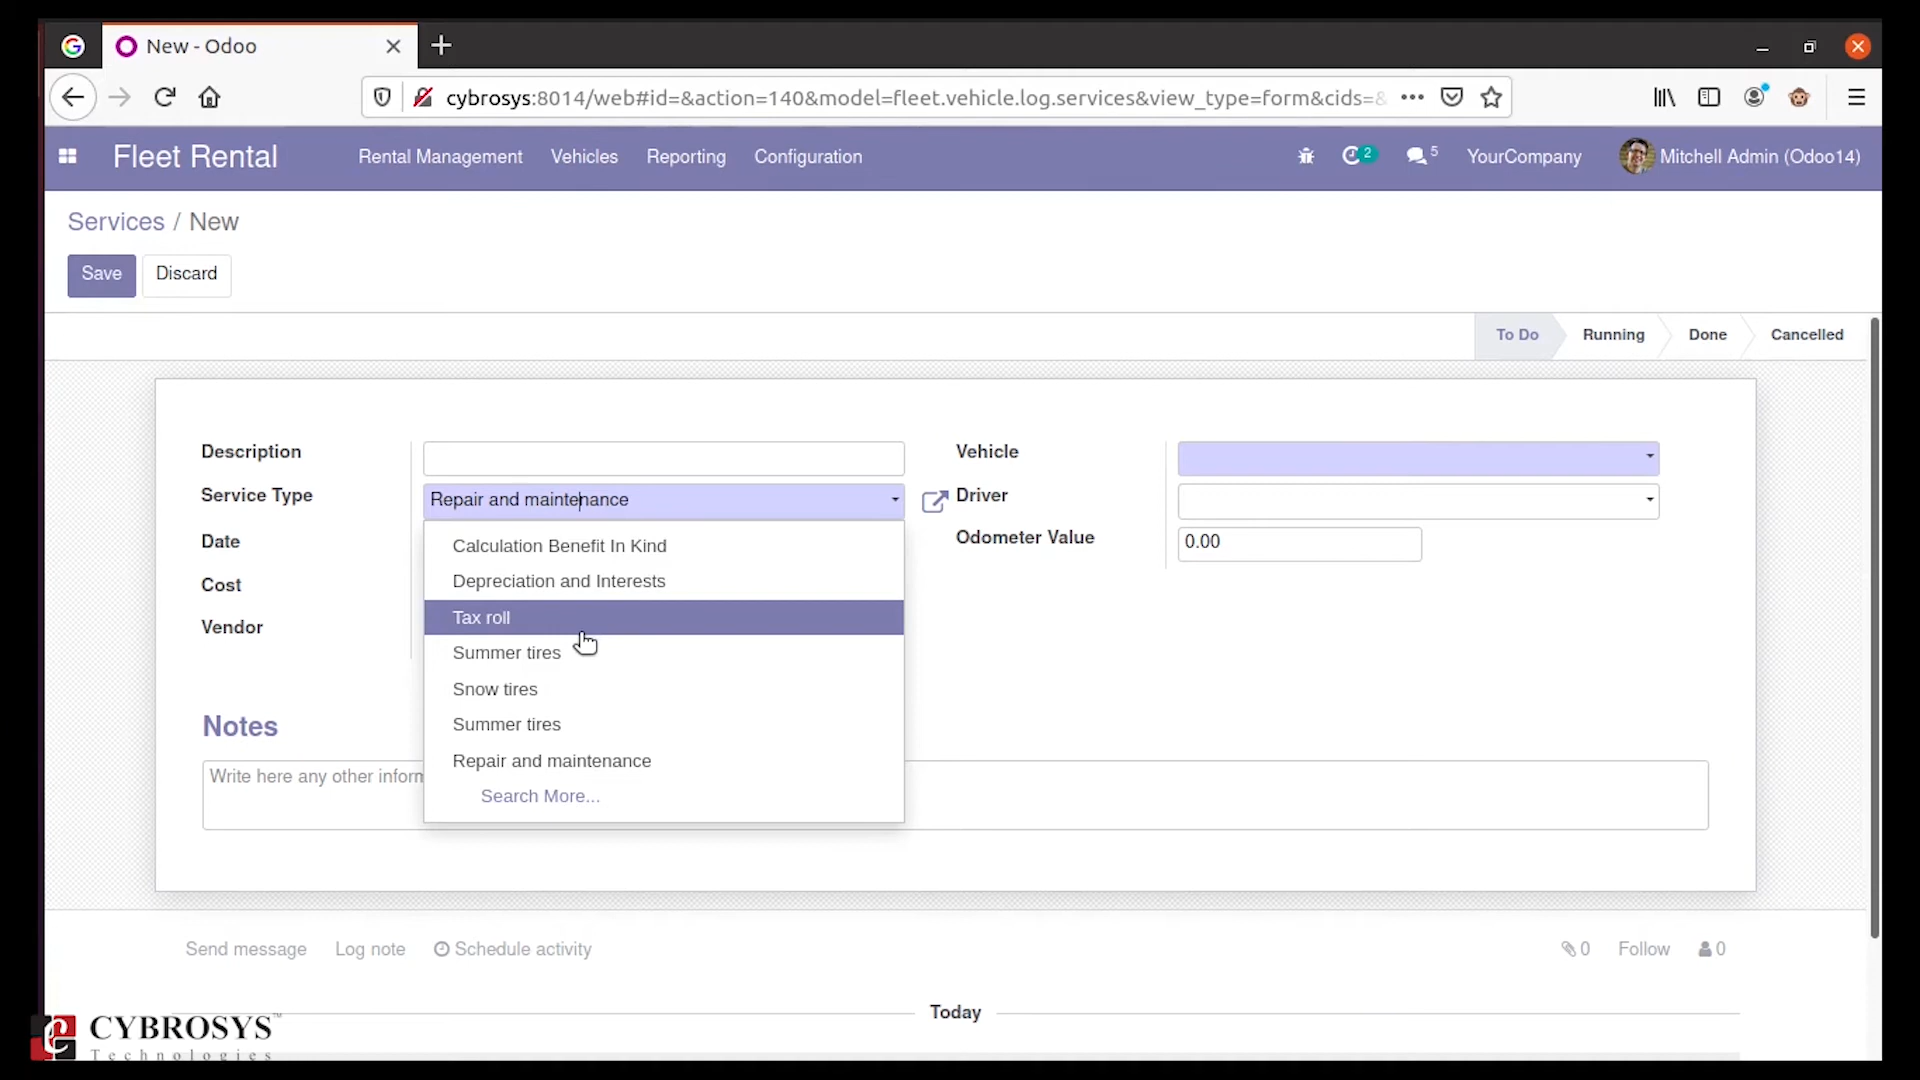 New - Odoo
cybrosys:8014/web#id=&action=140&model=fleet.vehicle.log.services&view_type=form&cids=&
Fleet Rental
Rental Management
Vehicles
Reporting
Configuration
2
5
YourCompany
Mitchell Admin (Odoo14)
Services / New
Save
Discard
To Do
Running
Done
Cancelled
Description
Service Type
Repair and maintenance
Date
Cost
Vendor
Calculation Benefit In Kind
Depreciation and Interests
Tax roll
Summer tires
Snow tires
Summer tires
Repair and maintenance
Search More...
Vehicle
Driver
Odometer Value
0.00
Notes
Write here any other inform
Send message
Log note
Schedule activity
0
Follow
0
Today
CYBROSYS™
Technologies